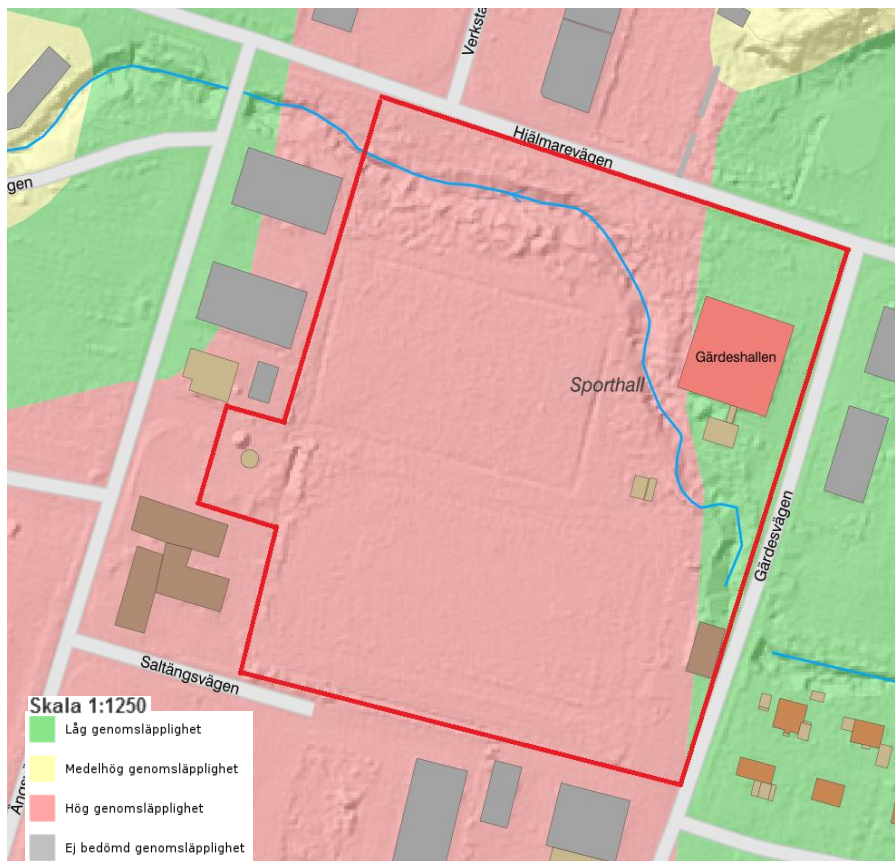 Verksta
Hjälmarevägen
gen
Gärdeshallen
Sporthall
Gärdesvägen
Saltängsvägen
Skala 1:1250
Låg genomsläpplighet
Medelhög genomsläpplighet
Hög genomsläpplighet
Ej bedömd genomsläpplighet